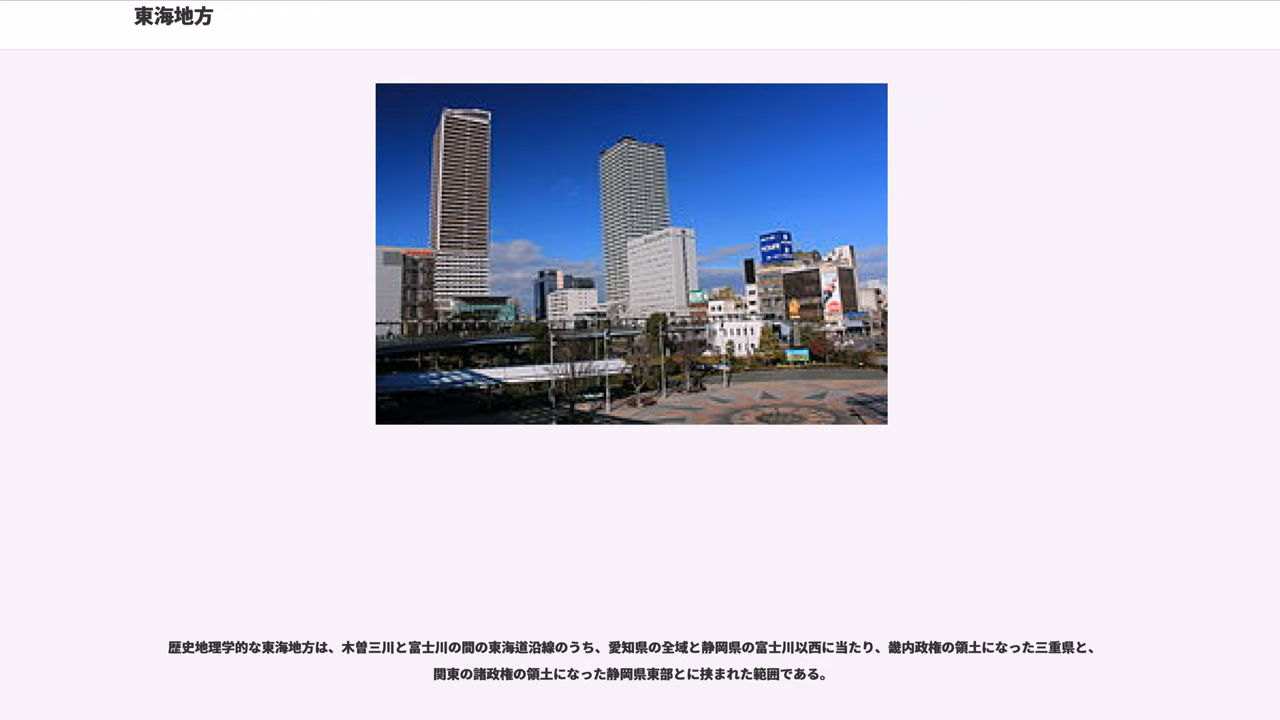 東海地方
歴史地理学的な東海地方は、木曽三川と富士川の間の東海道沿線のうち、愛知県の全域と静岡県の富士川以西に当たり、畿内政権の領土になった三重県と、
関東の諸政権の領土になった静岡県東部とに挟まれた範囲である。